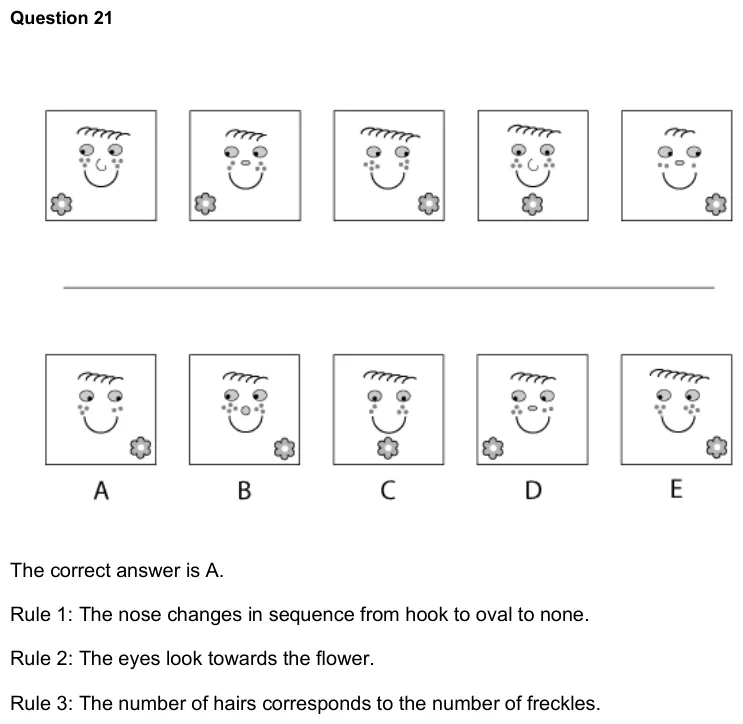 Question 21
A B C D E
The correct answer is A.
Rule 1: The nose changes in sequence from hook to oval to none.
Rule 2: The eyes look towards the flower.
Rule 3: The number of hairs corresponds to the number of freckles.